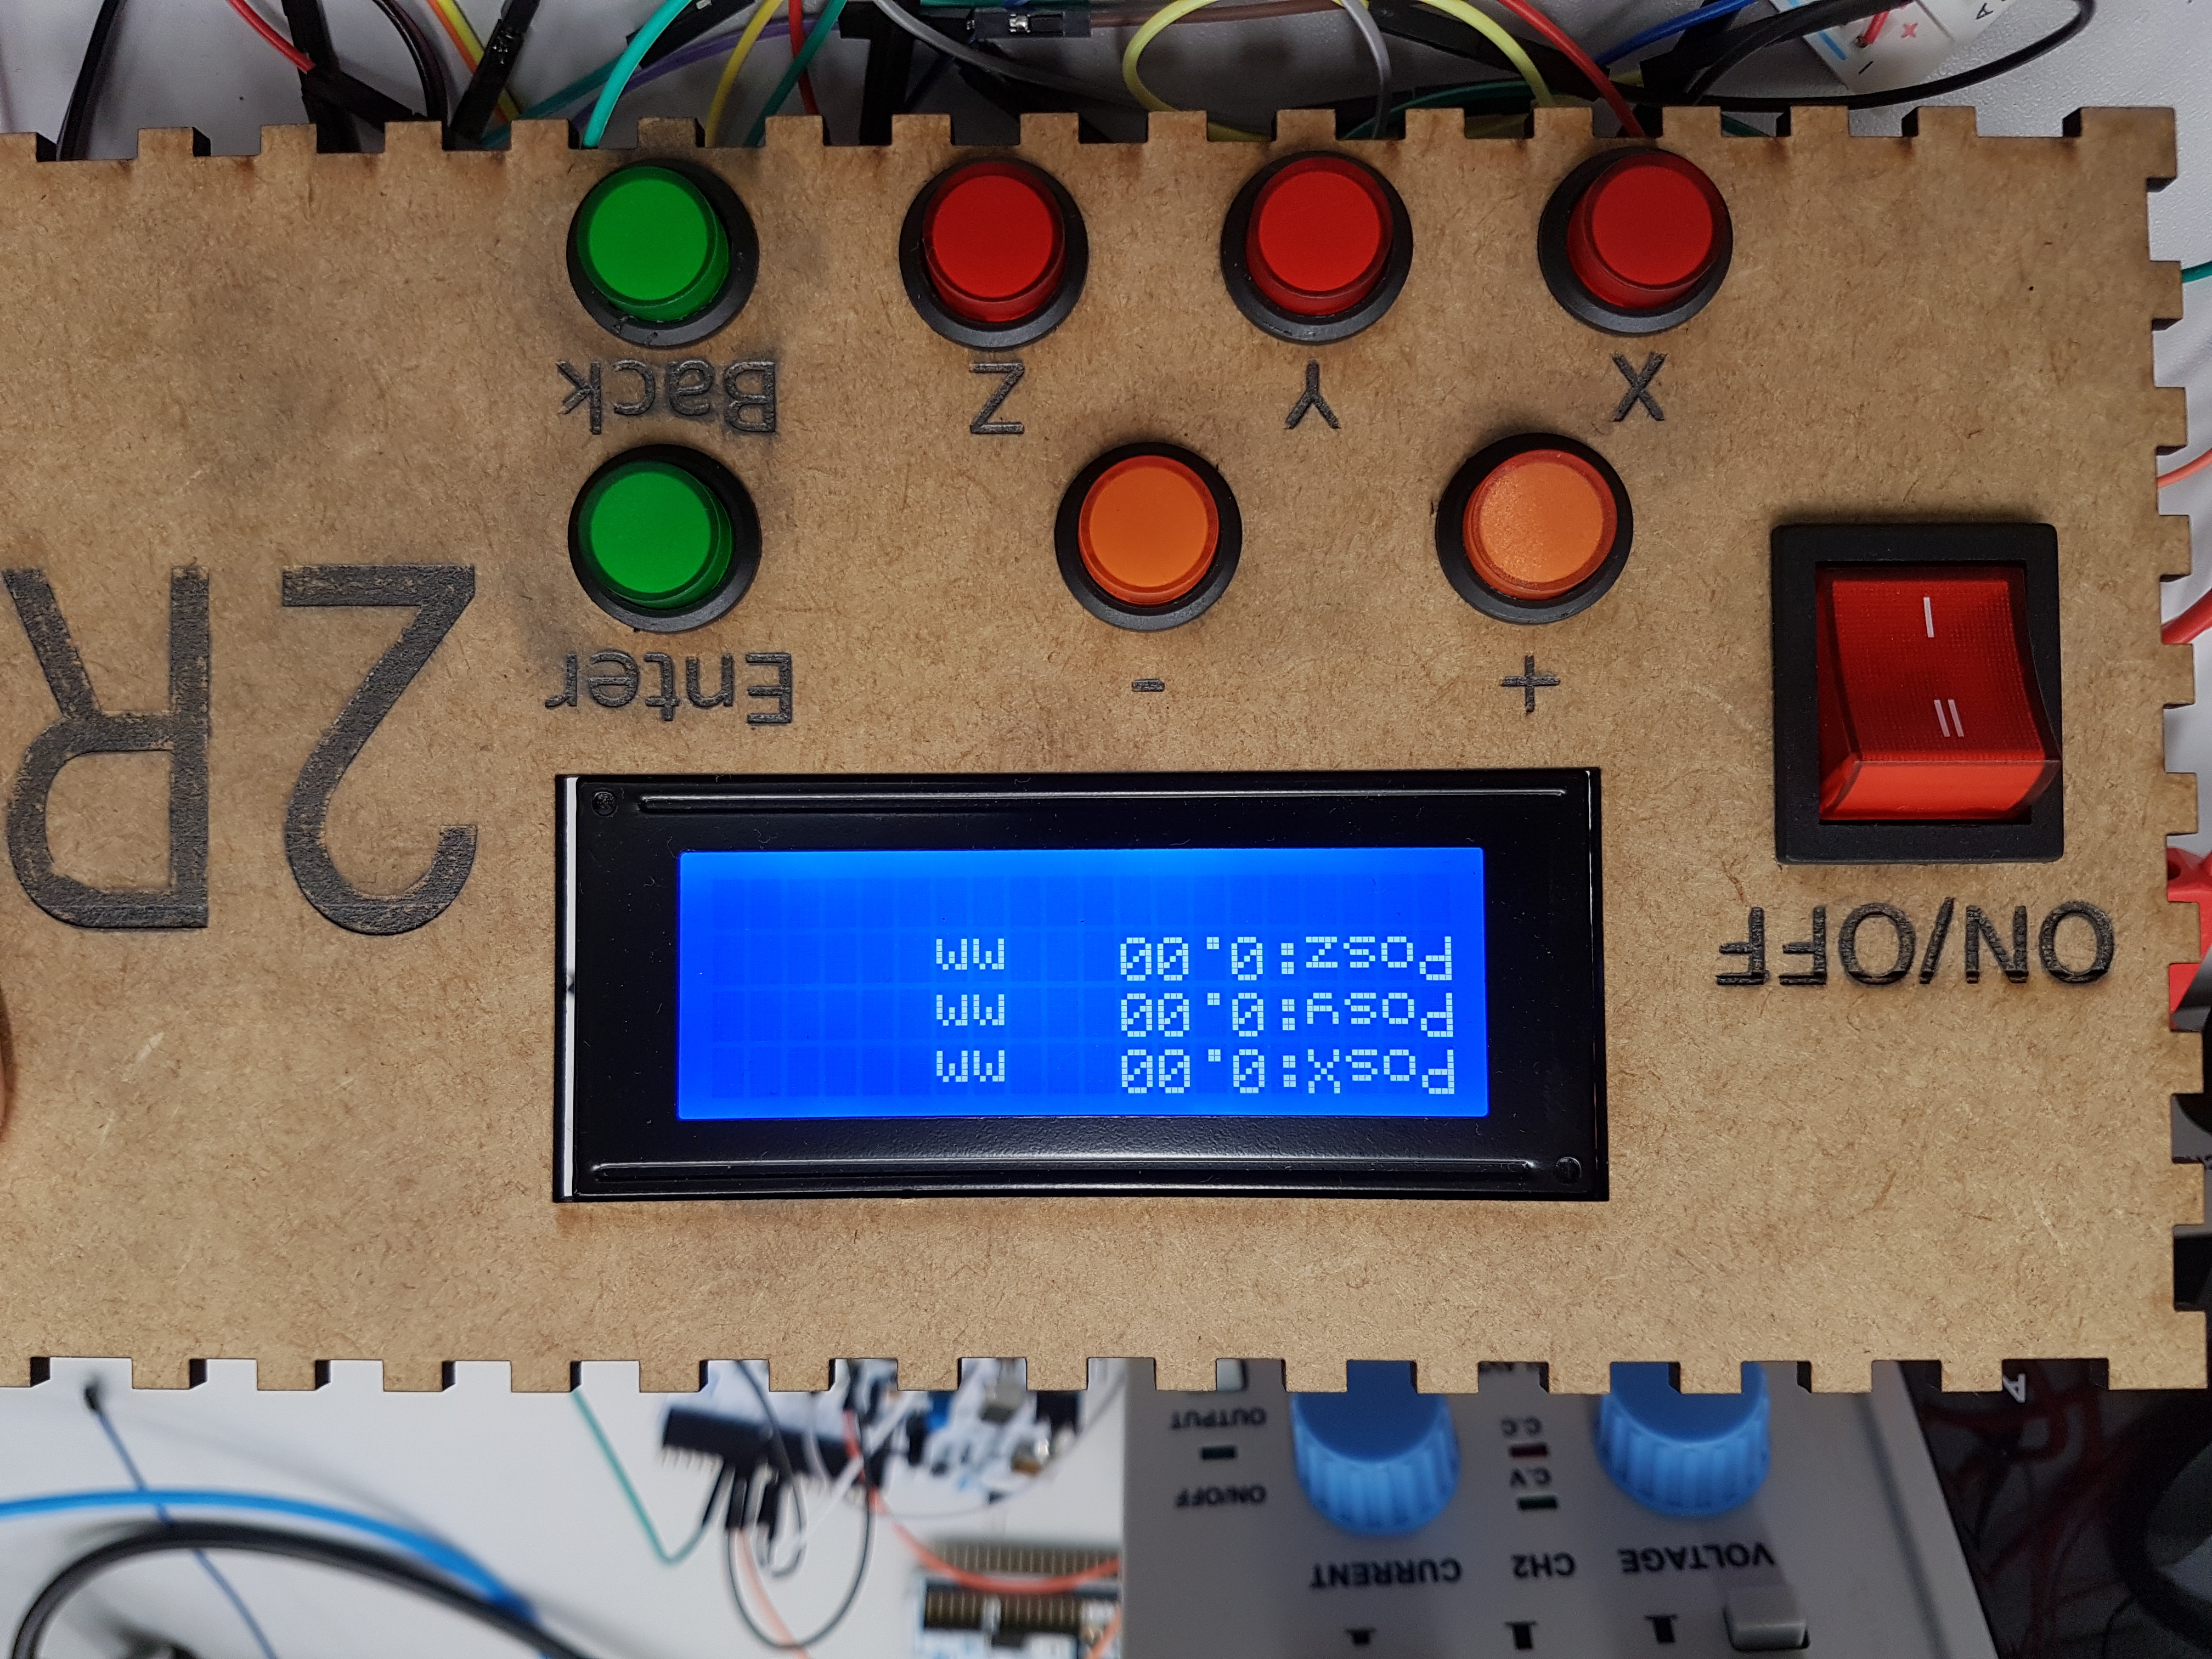 VOLTAGE CH2 CURRENT
C.V
C.C
ON/OFF
OUTPUT
A
PosX:0.00 mm
Posy:0.00 mm
Posz:0.00 mm
ON/OFF
2R
+ - Enter
X Y Z Back